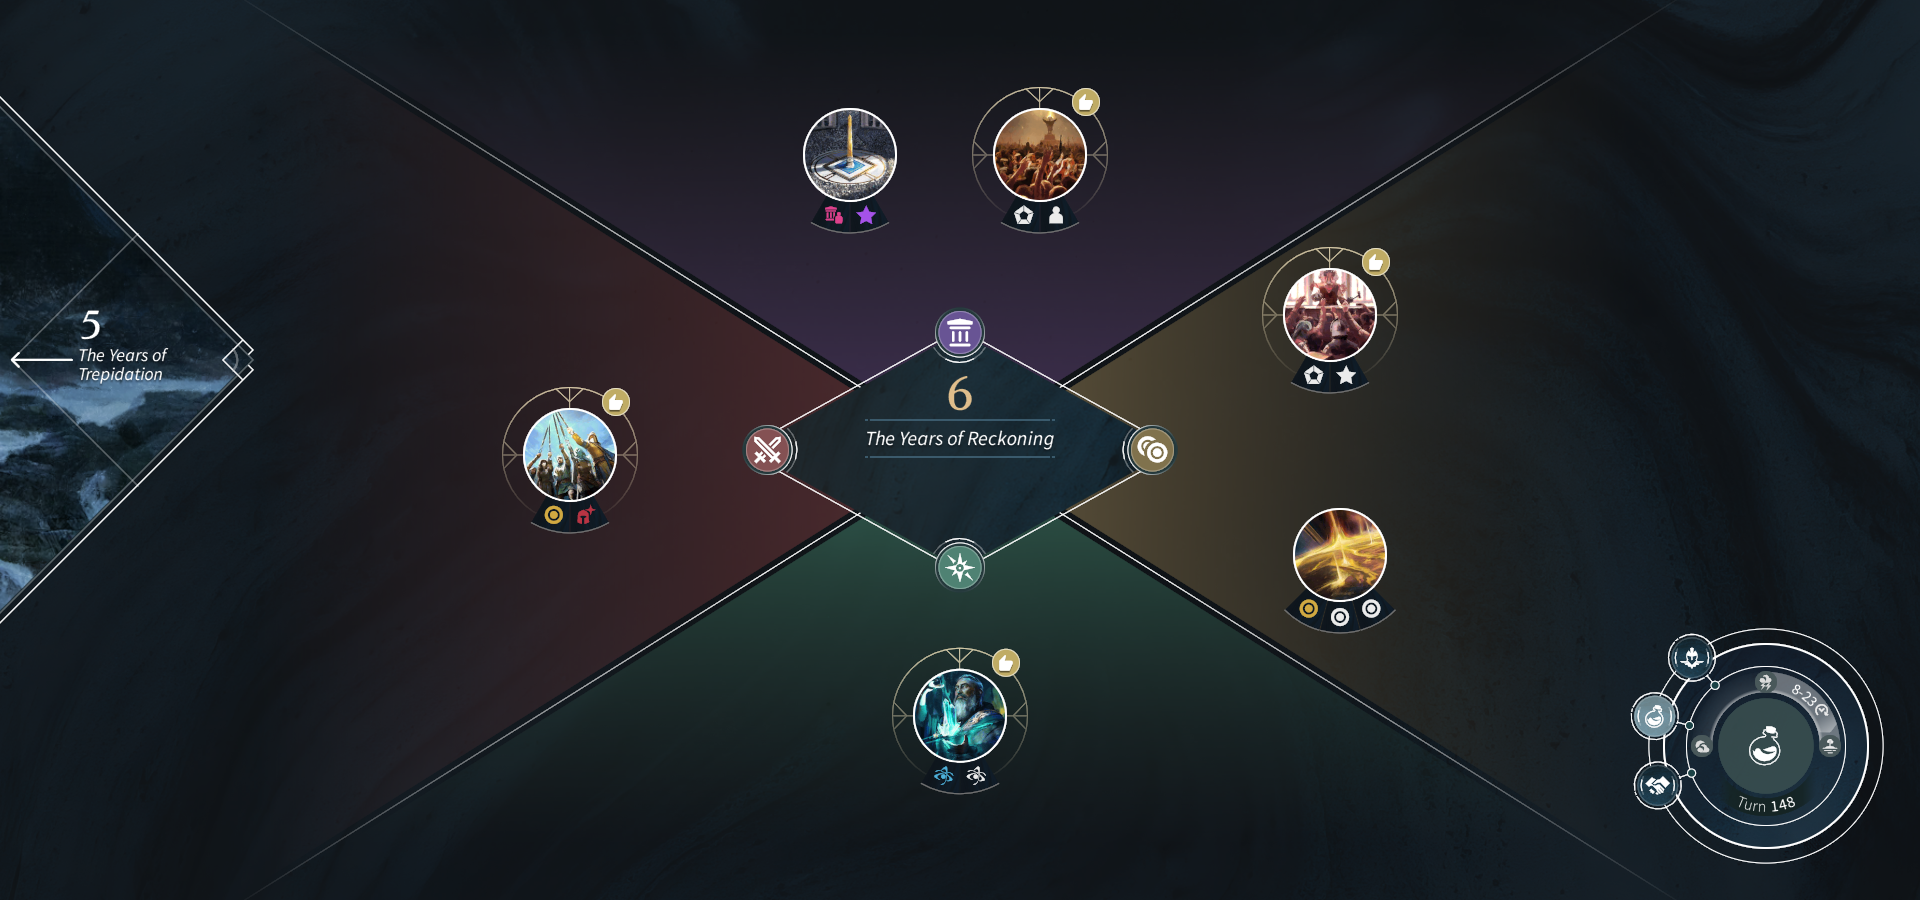 5
The Years of
Trepidation
6
The Years of Reckoning
8-23
Turn 148